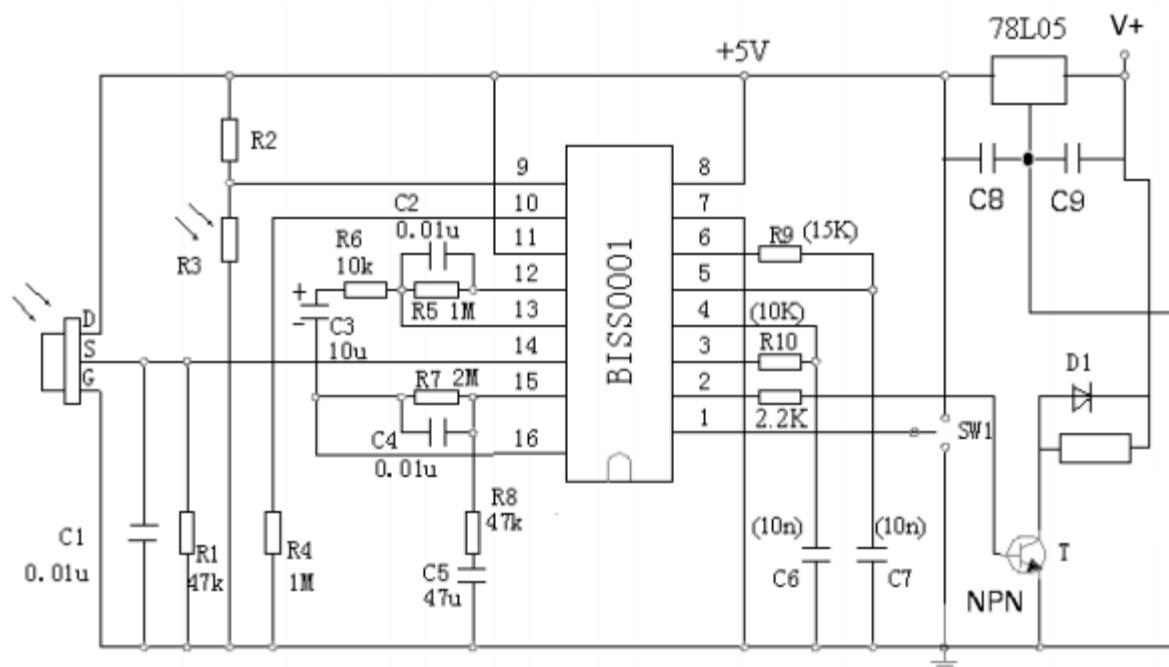 78L05
V+
+5V
R2
9
8
10
7
C2
0.01u
11
6
R9
(15K)
C8
C9
R3
R6
10k
12
5
R5 1M
13
4
(10K)
D
S
G
+
-
C3
10u
14
3
R10
BISS0001
R7 2M
15
2
2.2K
D1
1
SW1
C4
0.01u
16
R8
47k
C1
0.01u
R1
47k
R4
1M
C5
47u
(10n)
(10n)
C6
C7
T
NPN